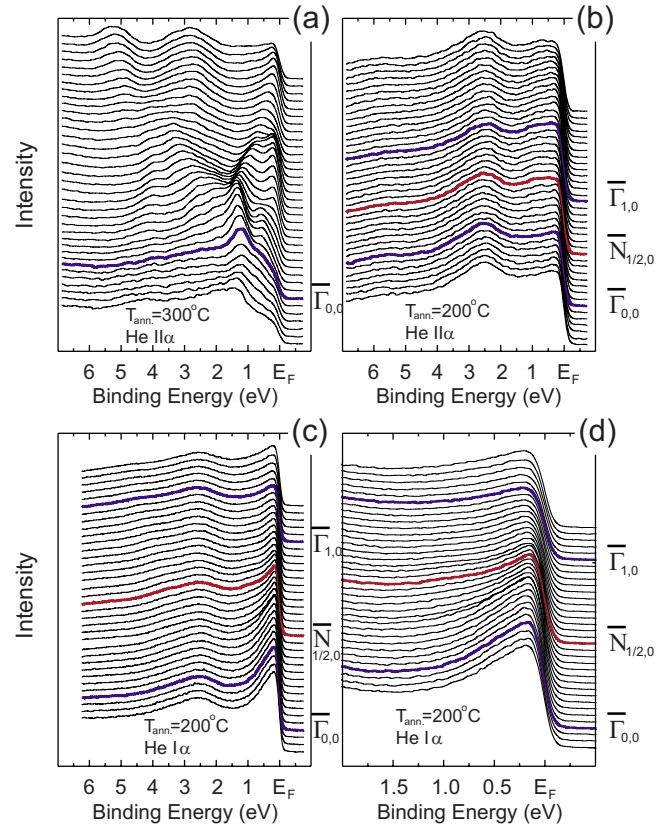 (a)
Intensity
Γ̅0,0
Tann.=300°C
He IIα
6 5 4 3 2 1 EF
Binding Energy (eV)
(b)
Γ̅1,0
N̅1/2,0
Γ̅0,0
Tann.=200°C
He IIα
6 5 4 3 2 1 EF
Binding Energy (eV)
(c)
Intensity
Γ̅1,0
N̅1/2,0
Γ̅0,0
Tann.=200°C
He Iα
6 5 4 3 2 1 EF
Binding Energy (eV)
(d)
Γ̅1,0
N̅1/2,0
Γ̅0,0
Tann.=200°C
He Iα
1.5 1.0 0.5 EF
Binding Energy (eV)